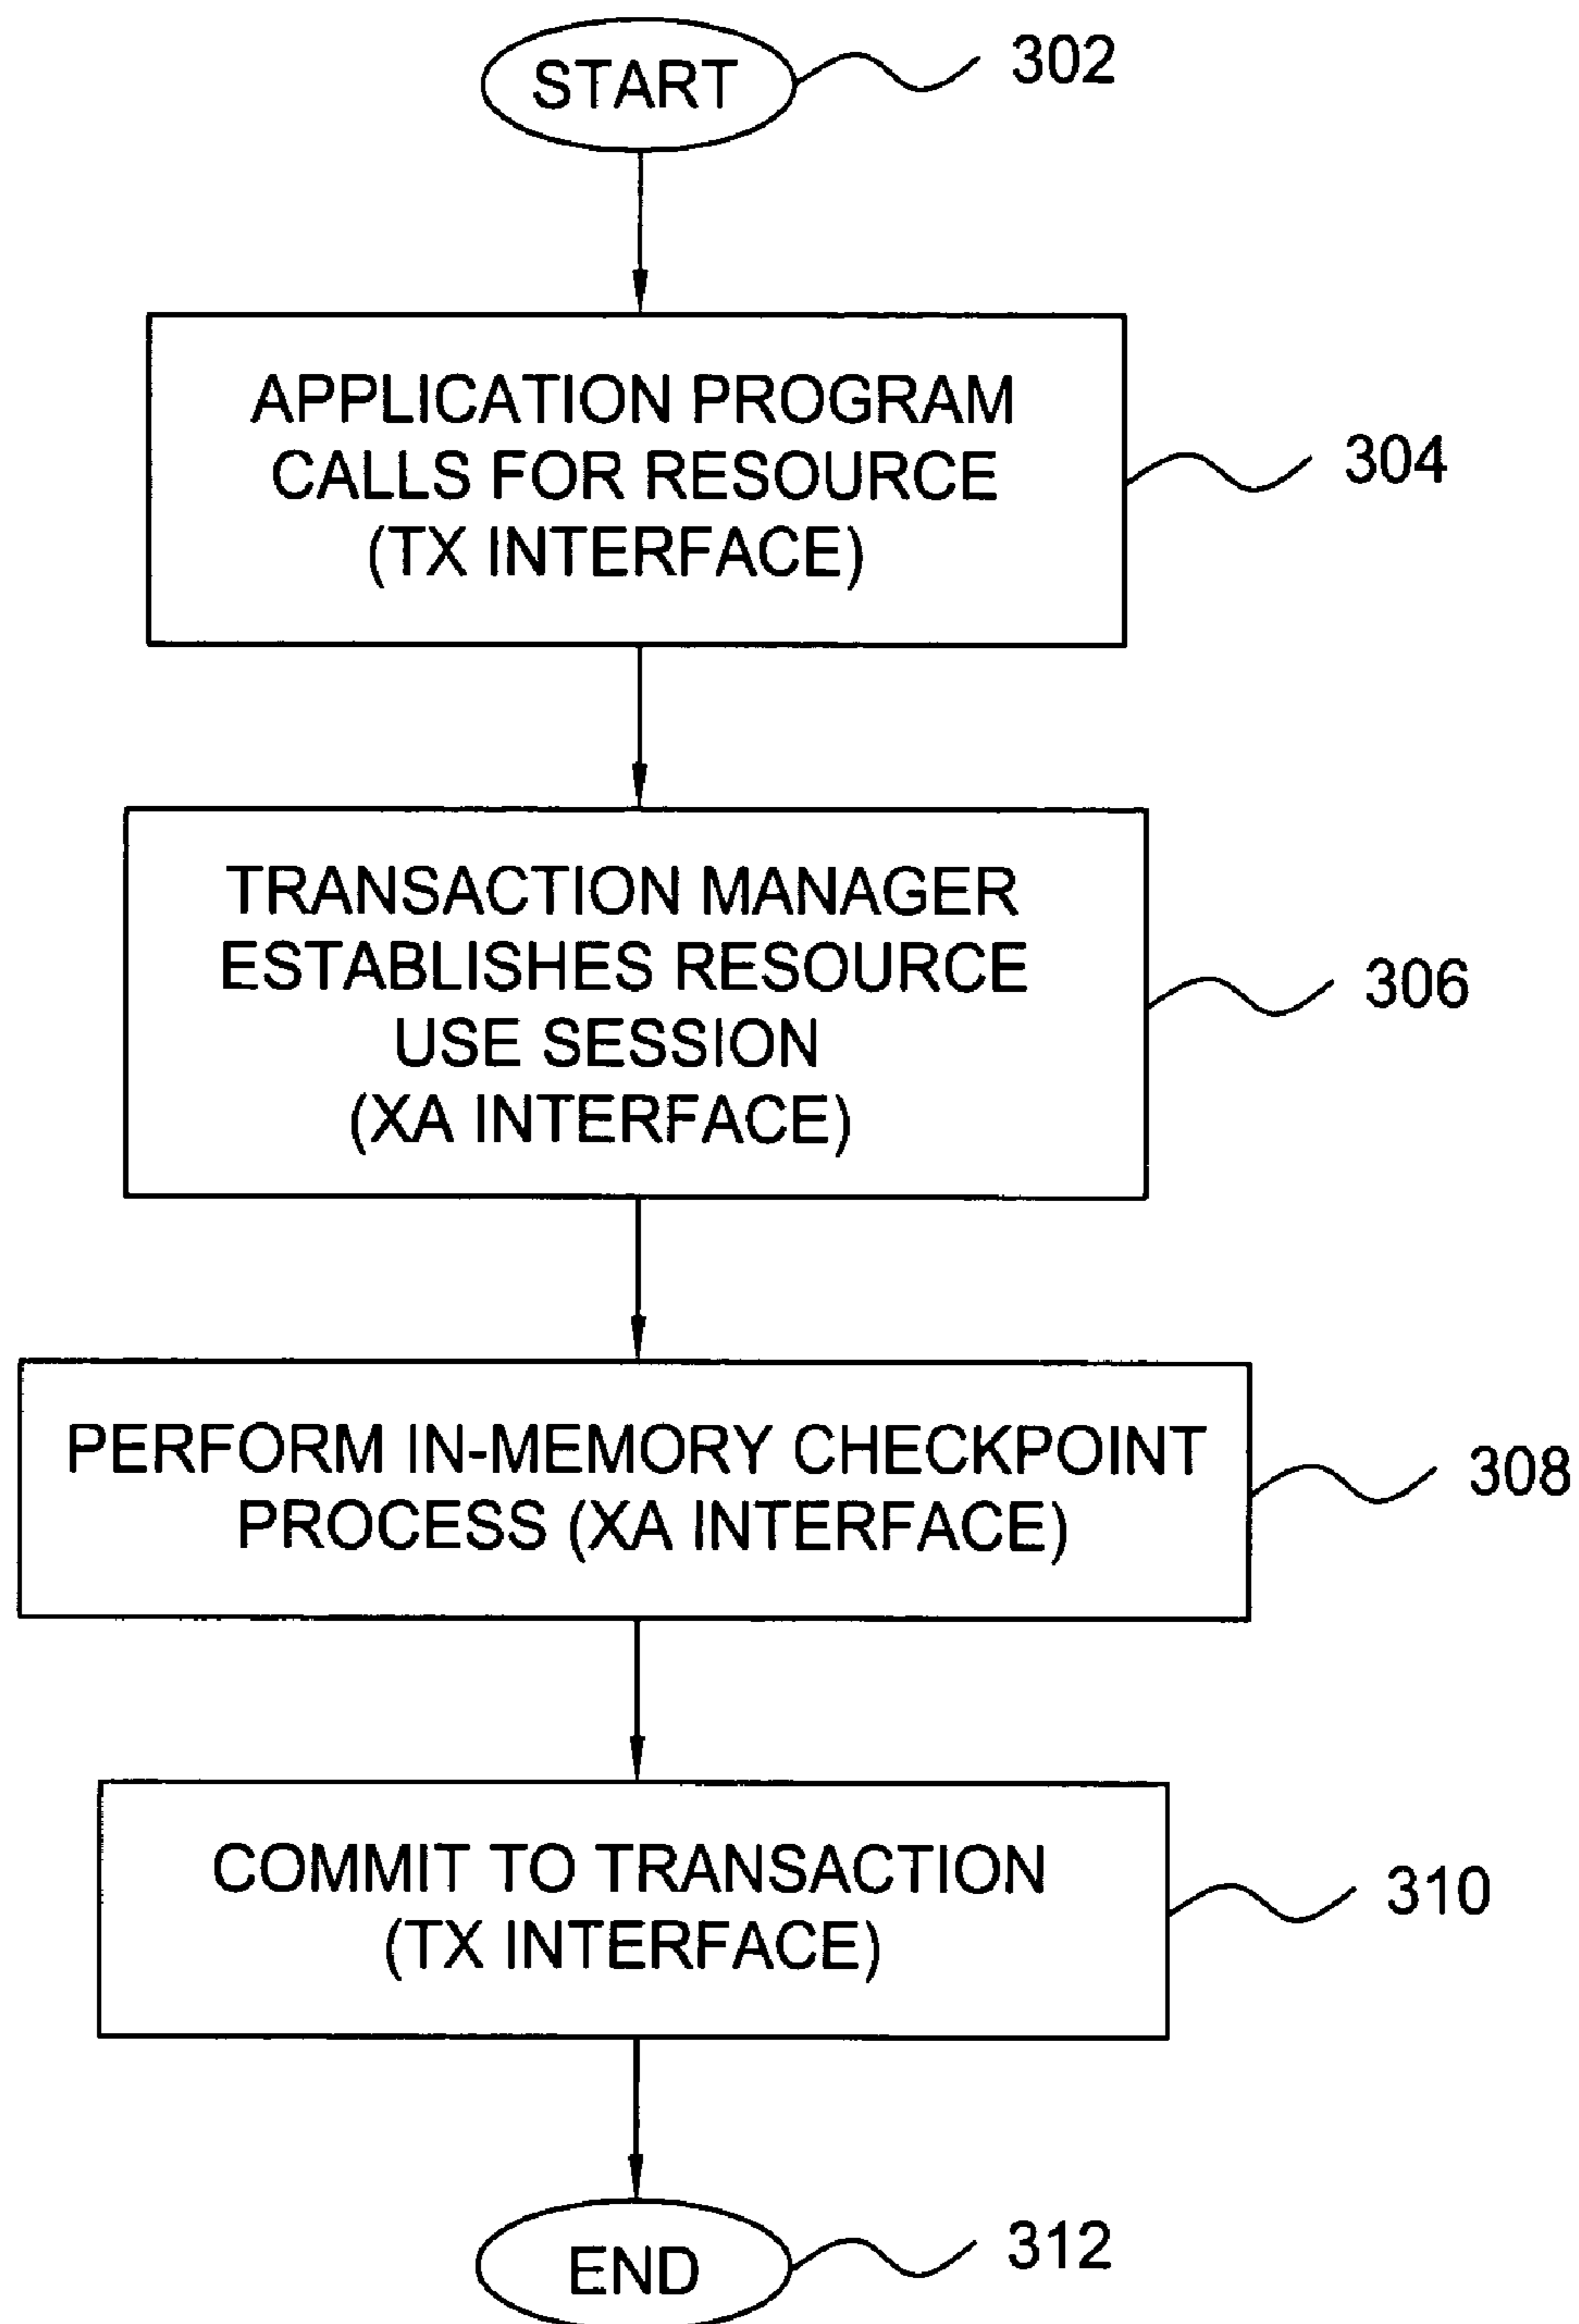 START
302
APPLICATION PROGRAM
CALLS FOR RESOURCE
(TX INTERFACE)
304
TRANSACTION MANAGER
ESTABLISHES RESOURCE
USE SESSION
(XA INTERFACE)
306
PERFORM IN-MEMORY CHECKPOINT
PROCESS (XA INTERFACE)
308
COMMIT TO TRANSACTION
(TX INTERFACE)
310
END
312